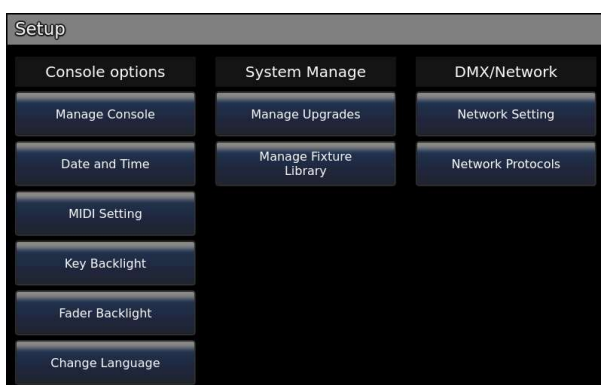 Setup
Console options
System Manage
DMX/Network
Manage Console
Manage Upgrades
Network Setting
Date and Time
Manage Fixture
Library
Network Protocols
MIDI Setting
Key Backlight
Fader Backlight
Change Language